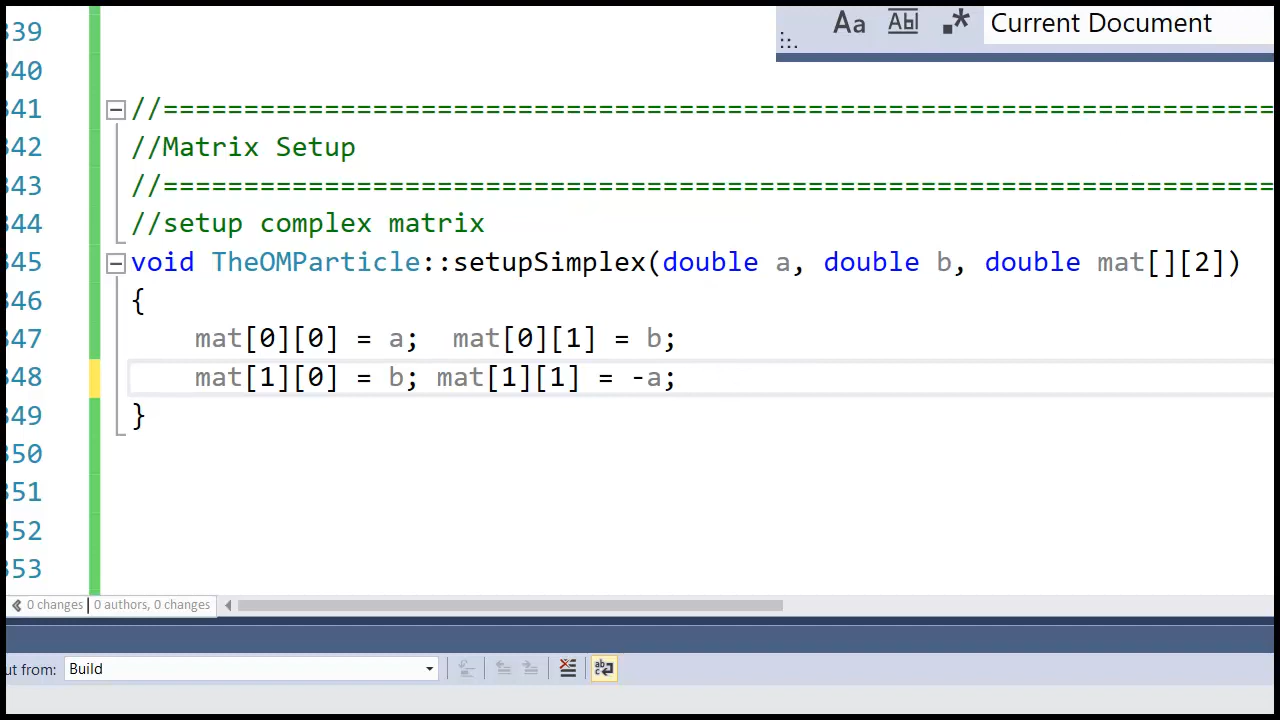 Aa Abl .* Current Document
339
340
341 //=====================================================================
342 //Matrix Setup
343 //=====================================================================
344 //setup complex matrix
345 void TheOMParticle::setupSimplex(double a, double b, double mat[][2])
346 {
347 mat[0][0] = a;  mat[0][1] = b;
348 mat[1][0] = b; mat[1][1] = -a;
349 }
350
351
352
353
0 changes | 0 authors, 0 changes
ut from: Build